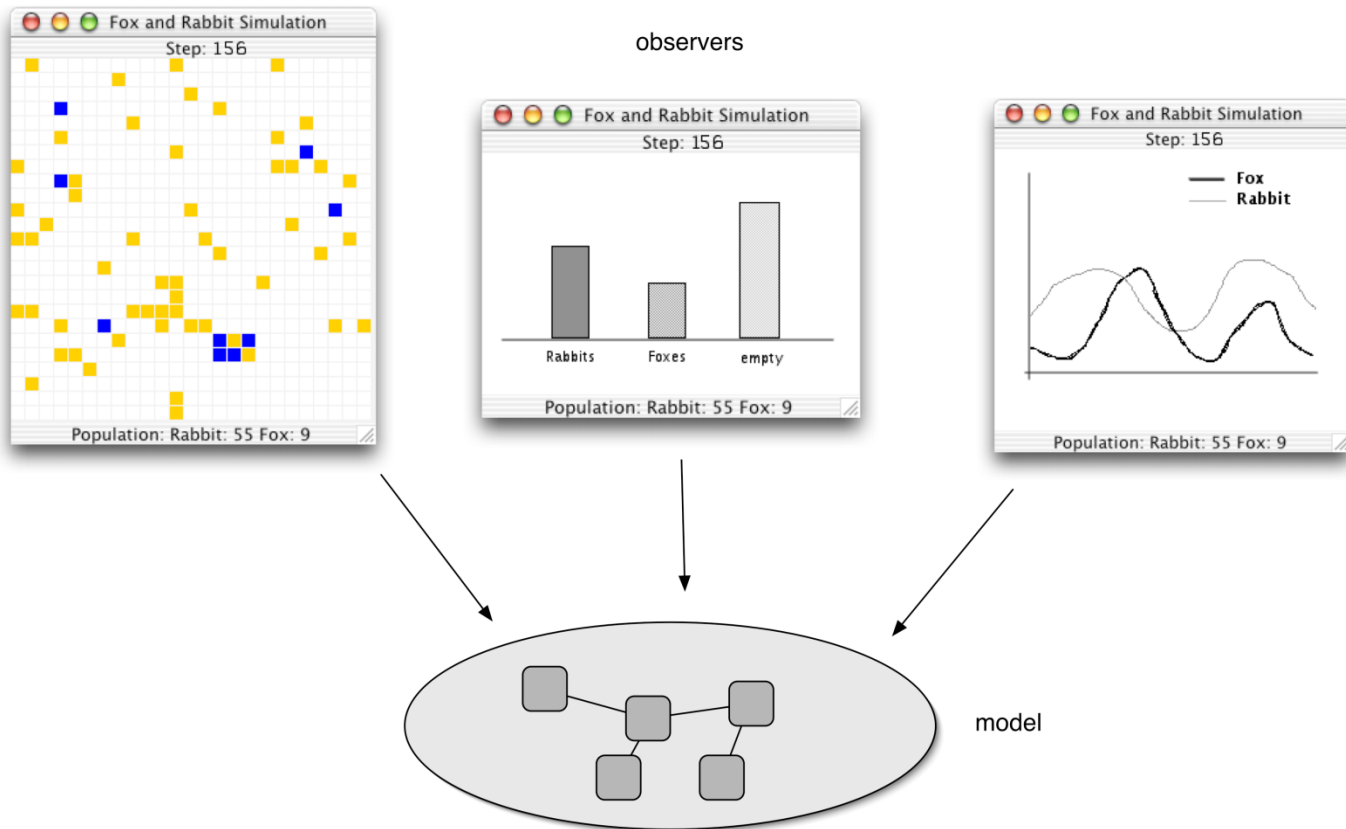 Fox and Rabbit Simulation
Step: 156
Population: Rabbit: 55 Fox: 9
observers
Fox and Rabbit Simulation
Step: 156
Rabbits Foxes empty
Population: Rabbit: 55 Fox: 9
Fox and Rabbit Simulation
Step: 156
Fox
Rabbit
Population: Rabbit: 55 Fox: 9
model